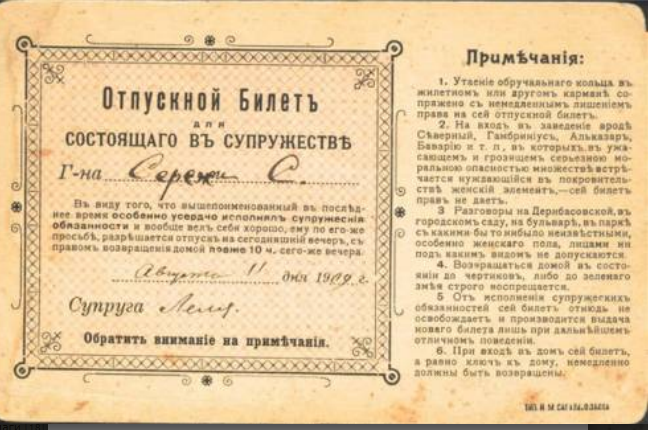 Отпускной Билетъ
для
СОСТОЯЩАГО ВЪ СУПРУЖЕСТВѢ
Г-на Сережи С.
Въ виду того, что вышепоименованный въ послѣд-
нее время особенно усердно исполнялъ супружескія
обязанности и вообще велъ себя хорошо, ему по его-же
просьбѣ, разрѣшается отпускъ на сегодняшній вечеръ, съ
правомъ возвращенія домой позже 10 ч. сего-же вечера.
Августа 11 дня 1909 г.
Супруга Леля.
Обратить вниманіе на примѣчанія.
Примѣчанія:
1. Утаеніе обручальнаго кольца въ
жилетномъ или другомъ карманѣ со-
пряжено съ немедленнымъ лишеніемъ
права на сей отпускной билетъ.
2. На входъ въ заведеніе вродѣ
Сѣверный, Гамбриніусъ, Альказаръ,
Баварію и т. п., въ которыхъ въ ужа-
сающемъ и грозящемъ серьезною мо-
ральною опасностью множествѣ встрѣ-
чается нуждающійся въ покровитель-
ствѣ женскій элементъ,—сей билетъ
правъ не даетъ.
3 Разговоры на Дерибасовской, въ
городскомъ саду, на бульварѣ, въ паркѣ
съ какими бы то нибыло неизвѣстными,
особенно женскаго пола, лицами ни
подъ какимъ видомъ не допускаются.
4. Возвращаться домой въ состо-
яніи до чертиковъ, либо до зеленаго
змѣя строго воспрещается.
5 Отъ исполненія супружескихъ
обязанностей сей билетъ отнюдь не
освобождаетъ и производится выдача
новаго билета лишь при дальнѣйшемъ
отличномъ поведеніи.
6. При входѣ въ домъ сей билетъ,
а равно ключъ къ дому, немедленно
должны быть возвращены.